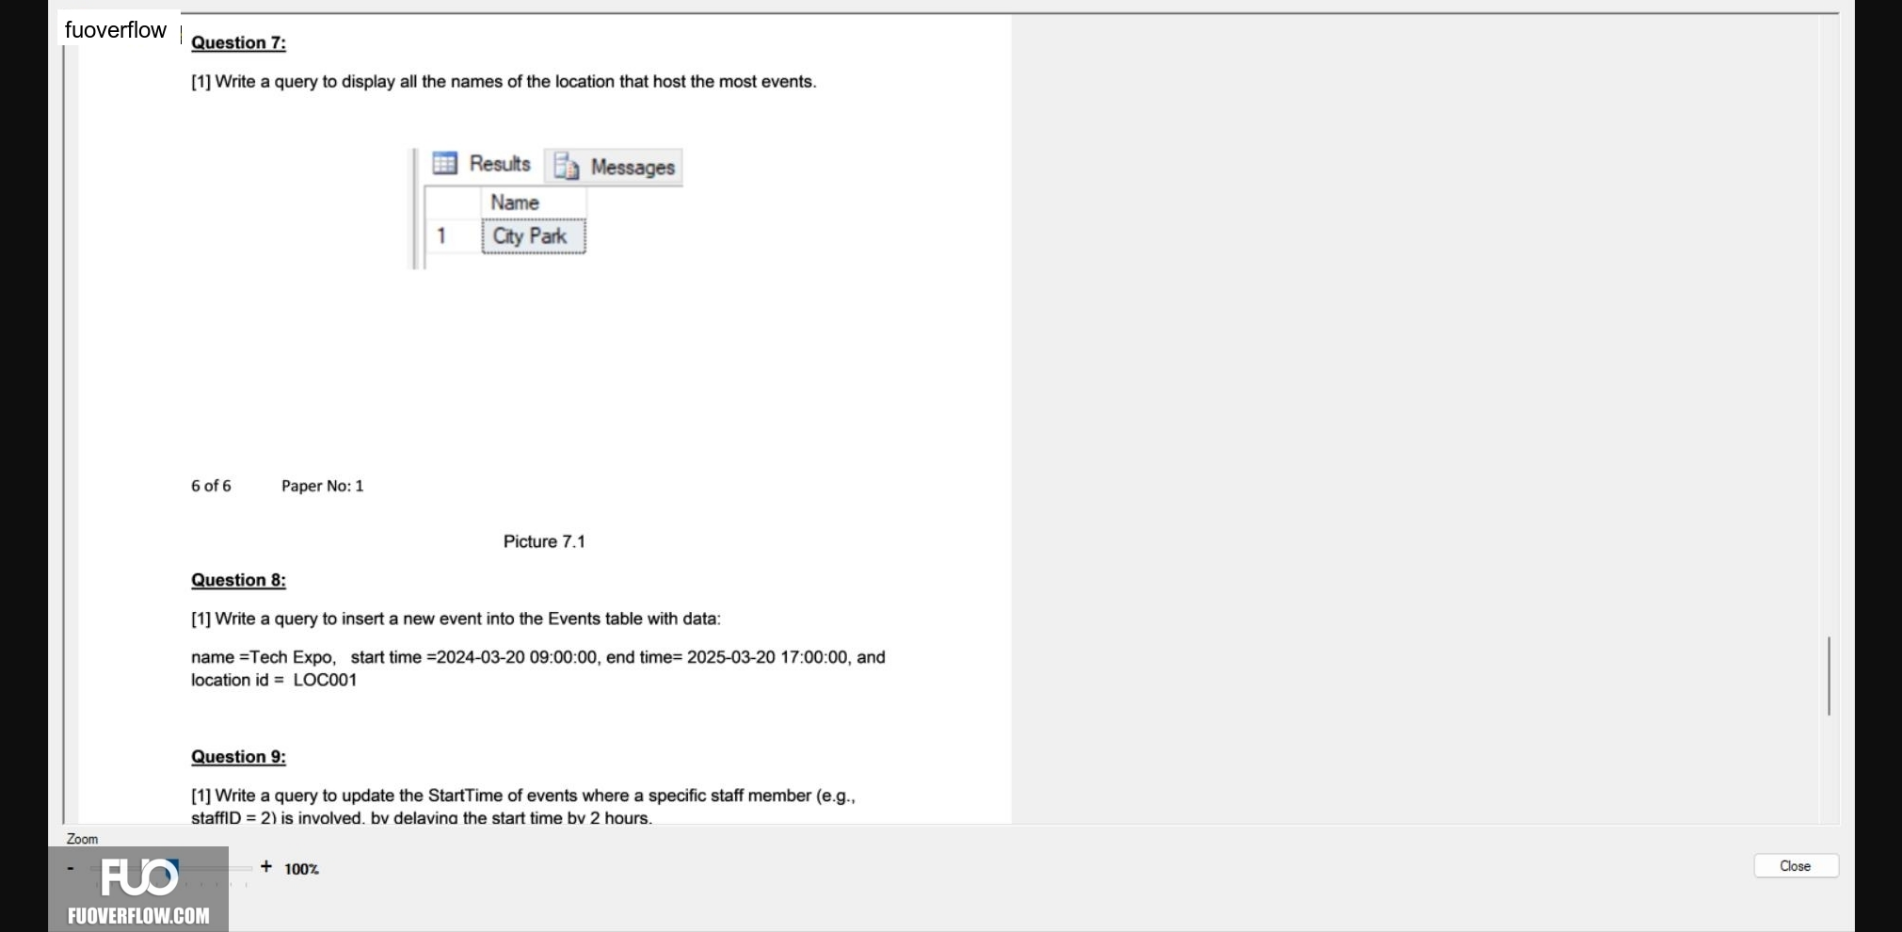 fuoverflow
Question 7:
[1] Write a query to display all the names of the location that host the most events.
Results Messages
Name
1 City Park
6 of 6 Paper No: 1
Picture 7.1
Question 8:
[1] Write a query to insert a new event into the Events table with data:
name =Tech Expo, start time =2024-03-20 09:00:00, end time= 2025-03-20 17:00:00, and
location id = LOC001
Question 9:
[1] Write a query to update the StartTime of events where a specific staff member (e.g.,
staffID = 2) is involved, by delaying the start time by 2 hours.
Zoom
- + 100%
Close
FUO
FUOVERFLOW.COM